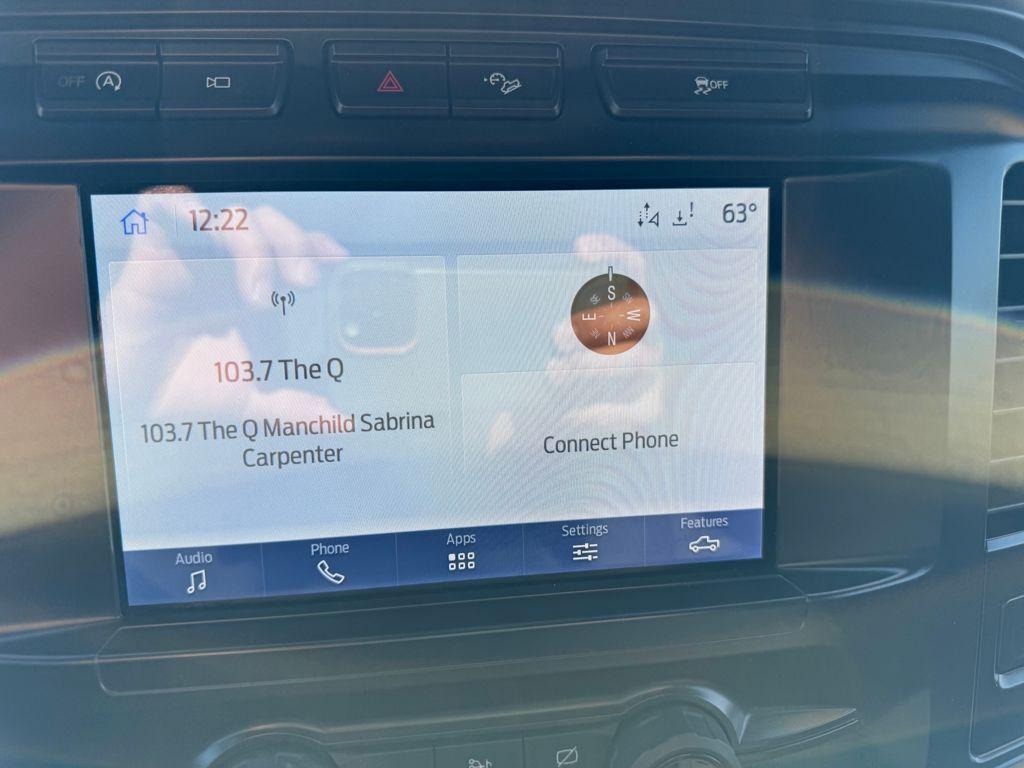 OFF A
OFF
12:22
63°
103.7 The Q
103.7 The Q Manchild Sabrina
Carpenter
S
E
W
N
Connect Phone
Audio
Phone
Apps
Settings
Features